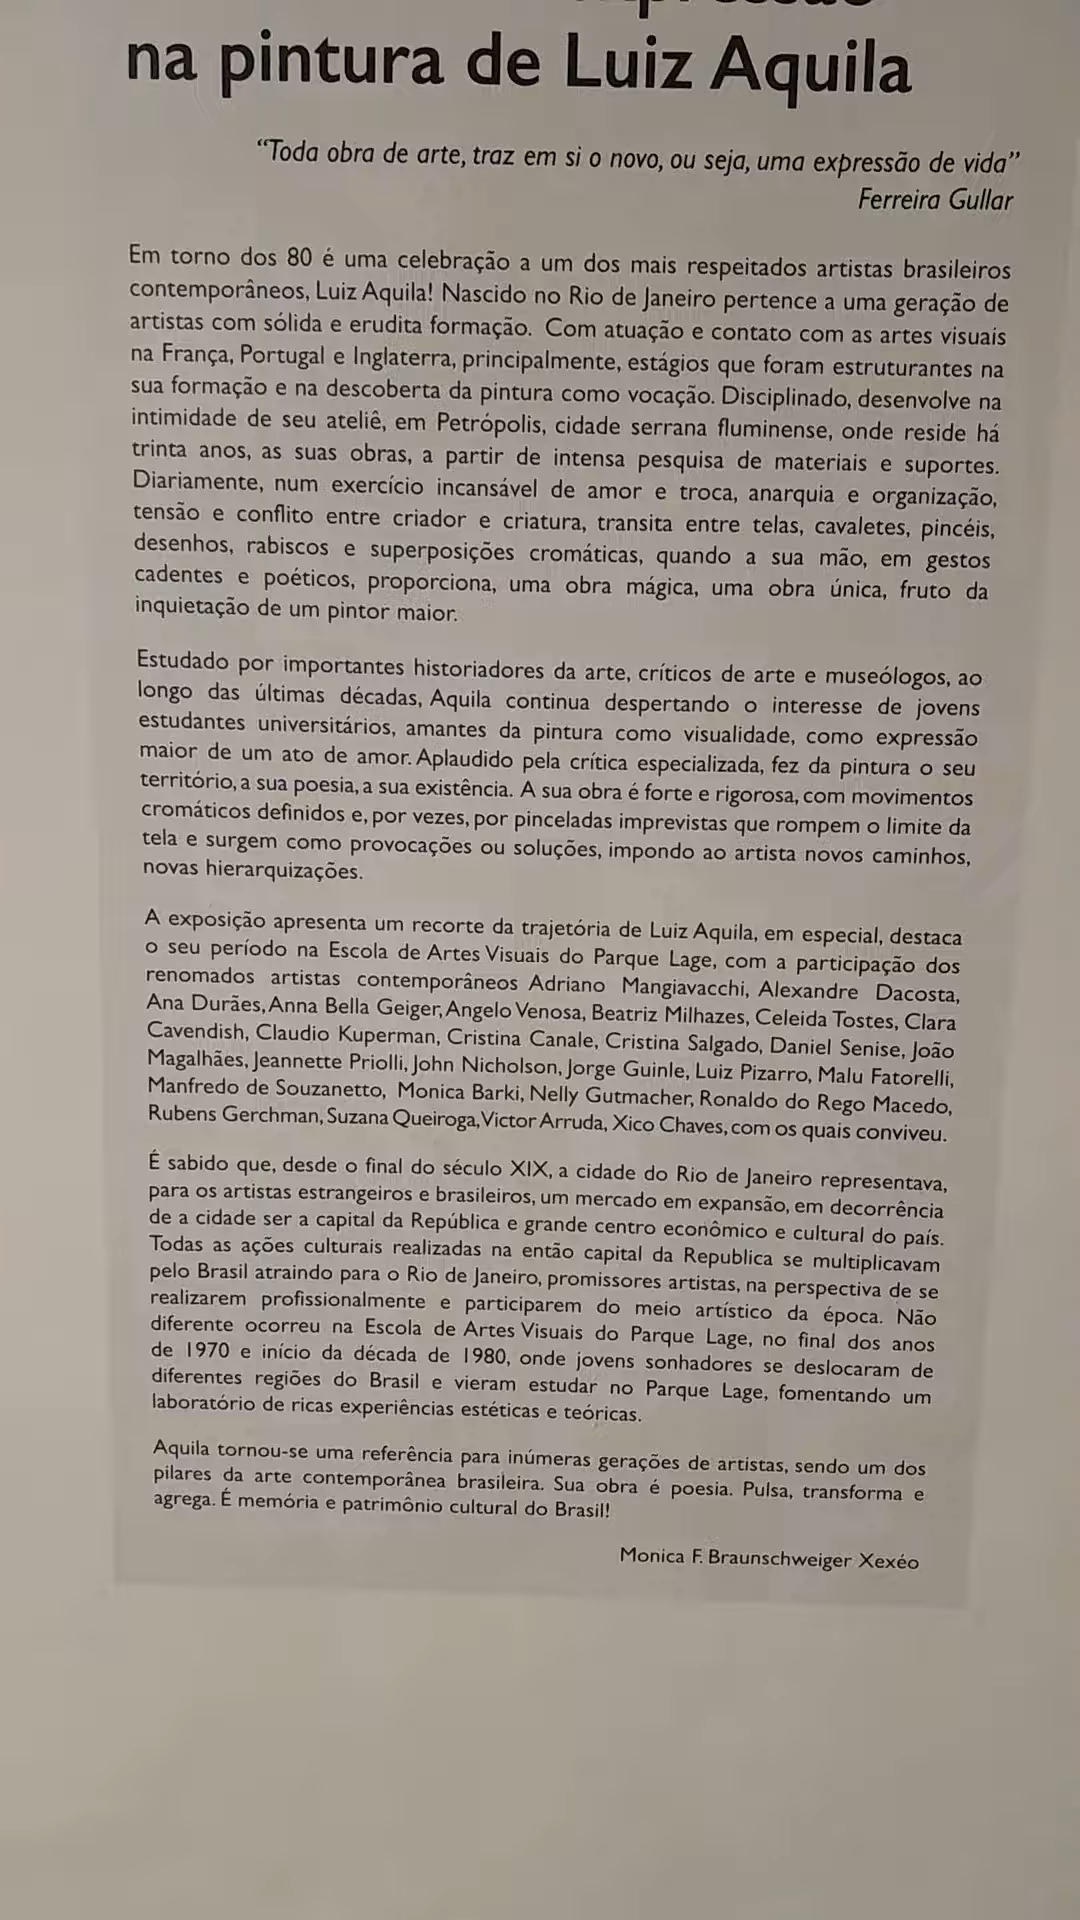 na pintura de Luiz Aquila
“Toda obra de arte, traz em si o novo, ou seja, uma expressão de vida”
Ferreira Gullar
Em torno dos 80 é uma celebração a um dos mais respeitados artistas brasileiros
contemporâneos, Luiz Aquila! Nascido no Rio de Janeiro pertence a uma geração de
artistas com sólida e erudita formação. Com atuação e contato com as artes visuais
na França, Portugal e Inglaterra, principalmente, estágios que foram estruturantes na
sua formação e na descoberta da pintura como vocação. Disciplinado, desenvolve na
intimidade de seu ateliê, em Petrópolis, cidade serrana fluminense, onde reside há
trinta anos, as suas obras, a partir de intensa pesquisa de materiais e suportes.
Diariamente, num exercício incansável de amor e troca, anarquia e organização,
tensão e conflito entre criador e criatura, transita entre telas, cavaletes, pincéis,
desenhos, rabiscos e superposições cromáticas, quando a sua mão, em gestos
cadentes e poéticos, proporciona, uma obra mágica, uma obra única, fruto da
inquietação de um pintor maior.
Estudado por importantes historiadores da arte, críticos de arte e museólogos, ao
longo das últimas décadas, Aquila continua despertando o interesse de jovens
estudantes universitários, amantes da pintura como visualidade, como expressão
maior de um ato de amor. Aplaudido pela crítica especializada, fez da pintura o seu
território, a sua poesia, a sua existência. A sua obra é forte e rigorosa, com movimentos
cromáticos definidos e, por vezes, por pinceladas imprevistas que rompem o limite da
tela e surgem como provocações ou soluções, impondo ao artista novos caminhos,
novas hierarquizações.
A exposição apresenta um recorte da trajetória de Luiz Aquila, em especial, destaca
o seu período na Escola de Artes Visuais do Parque Lage, com a participação dos
renomados artistas contemporâneos Adriano Mangiavacchi, Alexandre Dacosta,
Ana Durães, Anna Bella Geiger, Angelo Venosa, Beatriz Milhazes, Celeida Tostes, Clara
Cavendish, Claudio Kuperman, Cristina Canale, Cristina Salgado, Daniel Senise, João
Magalhães, Jeannette Priolli, John Nicholson, Jorge Guinle, Luiz Pizarro, Malu Fatorelli,
Manfredo de Souzanetto, Monica Barki, Nelly Gutmacher, Ronaldo do Rego Macedo,
Rubens Gerchman, Suzana Queiroga, Victor Arruda, Xico Chaves, com os quais conviveu.
É sabido que, desde o final do século XIX, a cidade do Rio de Janeiro representava,
para os artistas estrangeiros e brasileiros, um mercado em expansão, em decorrência
de a cidade ser a capital da República e grande centro econômico e cultural do país.
Todas as ações culturais realizadas na então capital da Republica se multiplicavam
pelo Brasil atraindo para o Rio de Janeiro, promissores artistas, na perspectiva de se
realizarem profissionalmente e participarem do meio artístico da época. Não
diferente ocorreu na Escola de Artes Visuais do Parque Lage, no final dos anos
de 1970 e início da década de 1980, onde jovens sonhadores se deslocaram de
diferentes regiões do Brasil e vieram estudar no Parque Lage, fomentando um
laboratório de ricas experiências estéticas e teóricas.
Aquila tornou-se uma referência para inúmeras gerações de artistas, sendo um dos
pilares da arte contemporânea brasileira. Sua obra é poesia. Pulsa, transforma e
agrega. É memória e patrimônio cultural do Brasil!
Monica F. Braunschweiger Xexéo